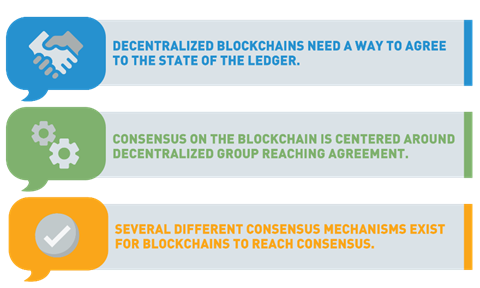 DECENTRALIZED BLOCKCHAINS NEED A WAY TO AGREE
TO THE STATE OF THE LEDGER.
CONSENSUS ON THE BLOCKCHAIN IS CENTERED AROUND
DECENTRALIZED GROUP REACHING AGREEMENT.
SEVERAL DIFFERENT CONSENSUS MECHANISMS EXIST
FOR BLOCKCHAINS TO REACH CONSENSUS.